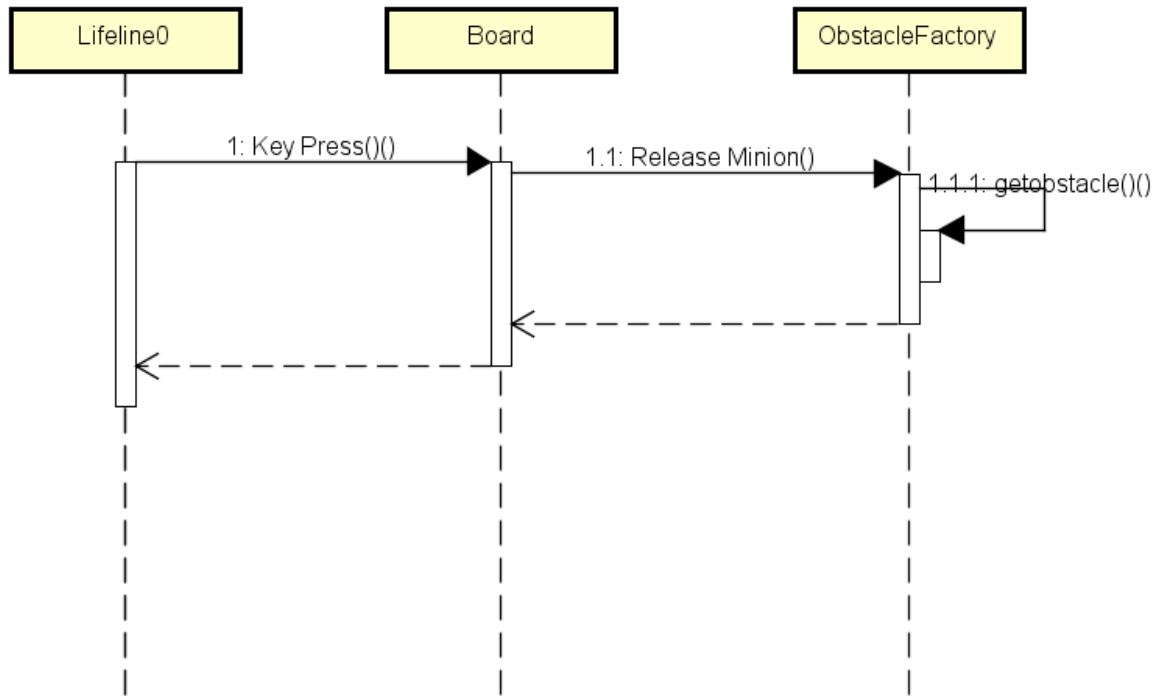 Lifeline0
Board
ObstacleFactory
1: Key Press()()
1.1: Release Minion()
1.1.1: getobstacle()()